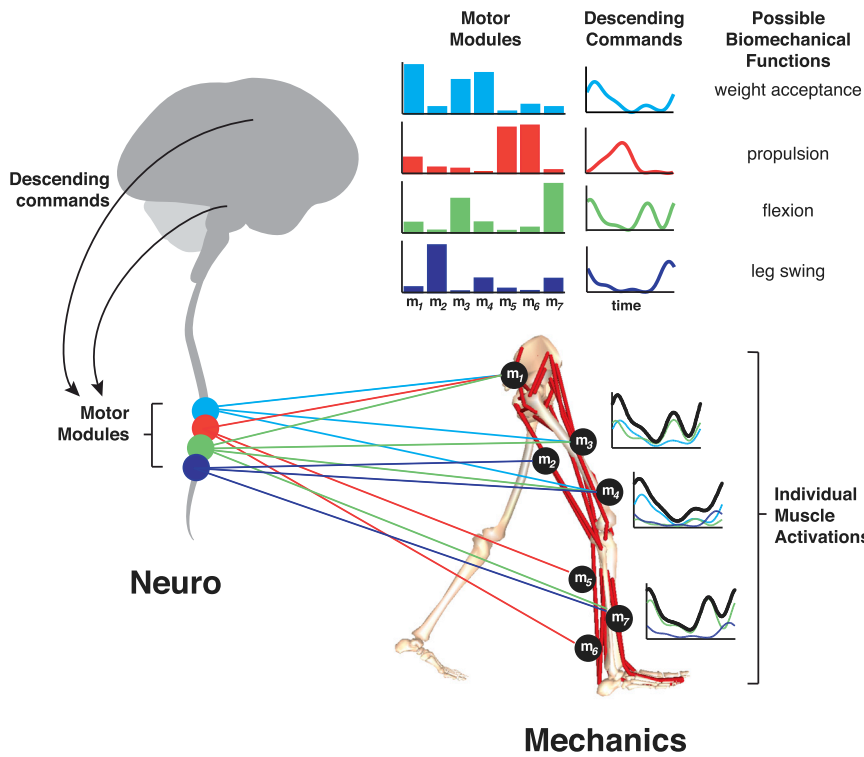 Motor
Modules
Descending
Commands
Possible
Biomechanical
Functions
weight acceptance
propulsion
flexion
leg swing
m1 m2 m3 m4 m5 m6 m7
time
Descending
commands
Motor
Modules
m1
m3
m2
m4
m5
m7
m6
Individual
Muscle
Activations
Neuro
Mechanics